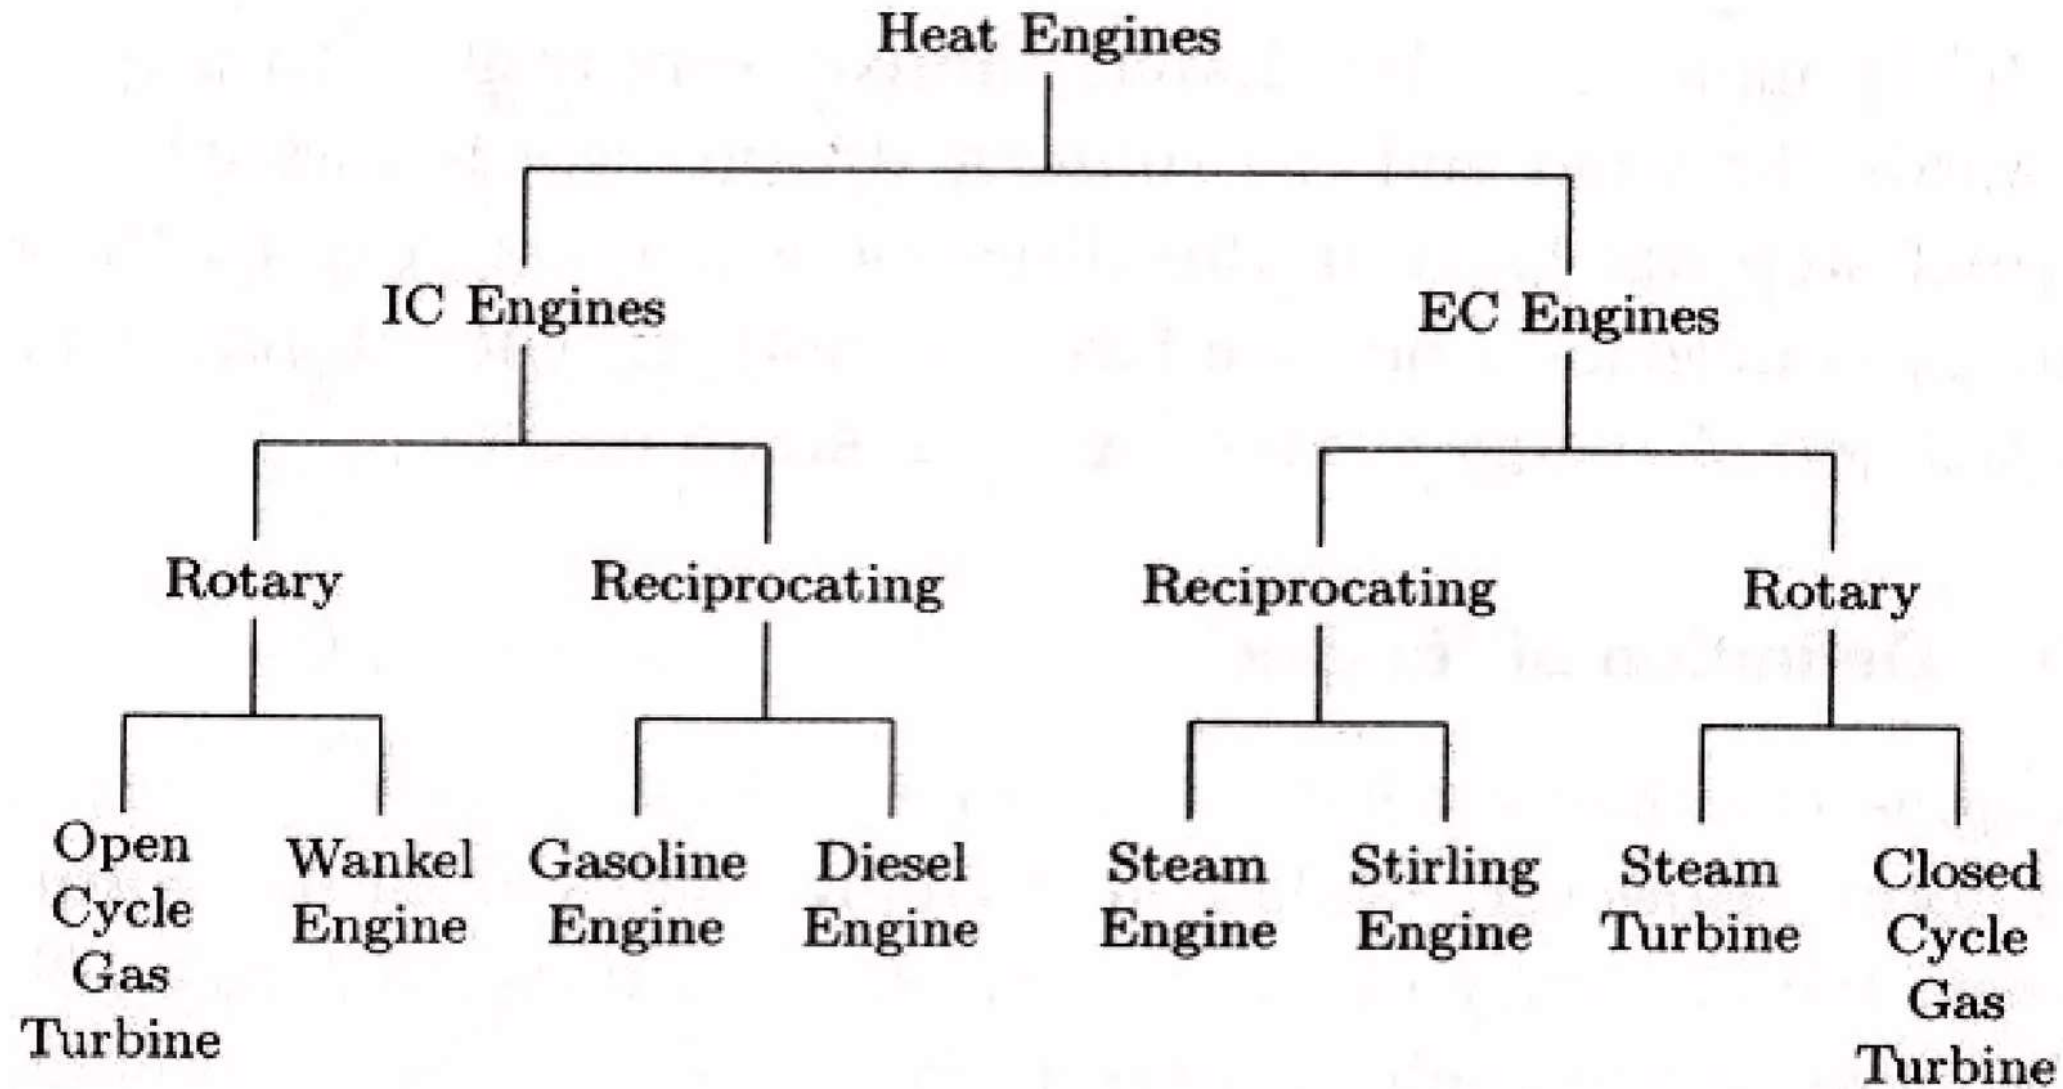 Heat Engines
IC Engines
EC Engines
Rotary
Reciprocating
Reciprocating
Rotary
Open
Cycle
Gas
Turbine
Wankel
Engine
Gasoline
Engine
Diesel
Engine
Steam
Engine
Stirling
Engine
Steam
Turbine
Closed
Cycle
Gas
Turbine